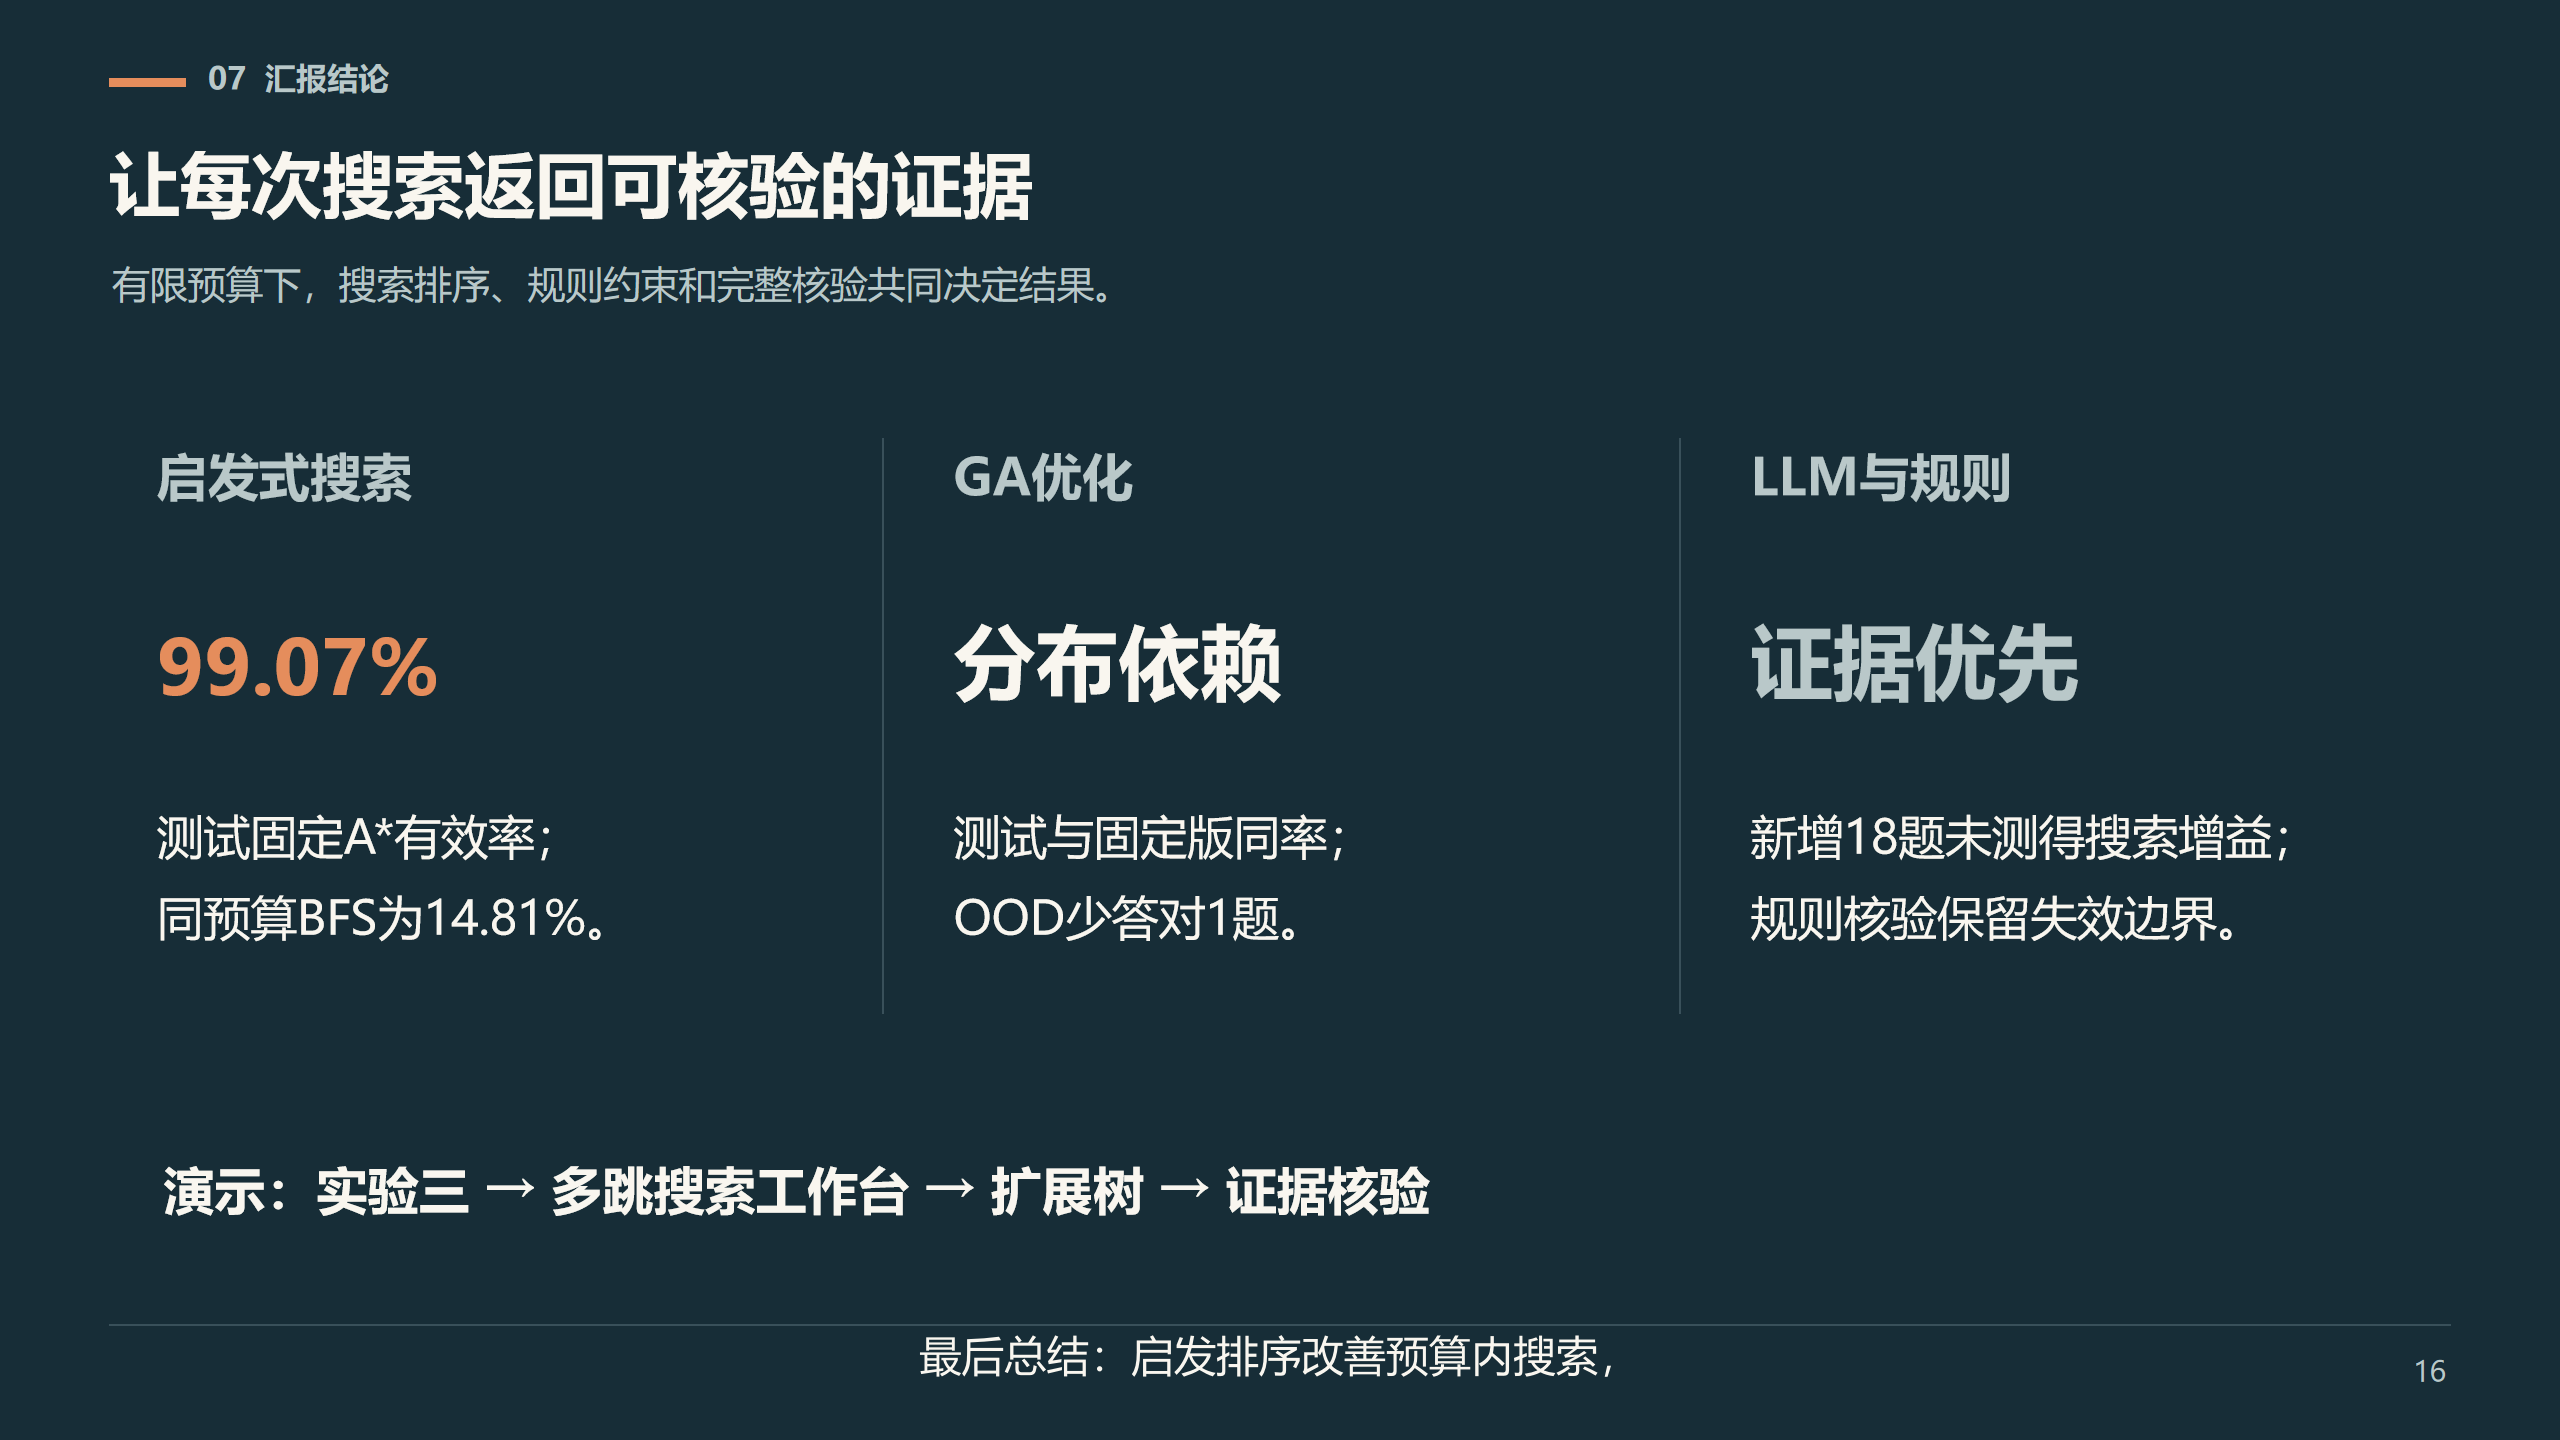 07 汇报结论
让每次搜索返回可核验的证据
有限预算下，搜索排序、规则约束和完整核验共同决定结果。
启发式搜索
99.07%
测试固定A*有效率；
同预算BFS为14.81%。
GA优化
分布依赖
测试与固定版同率；
OOD少答对1题。
LLM与规则
证据优先
新增18题未测得搜索增益；
规则核验保留失效边界。
演示：实验三 → 多跳搜索工作台 → 扩展树 → 证据核验
最后总结：启发排序改善预算内搜索，
16